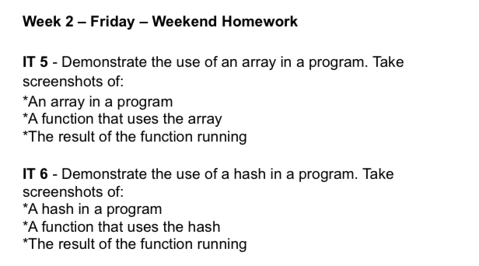 Week 2 – Friday – Weekend Homework
IT 5 - Demonstrate the use of an array in a program. Take
screenshots of:
*An array in a program
*A function that uses the array
*The result of the function running
IT 6 - Demonstrate the use of a hash in a program. Take
screenshots of:
*A hash in a program
*A function that uses the hash
*The result of the function running